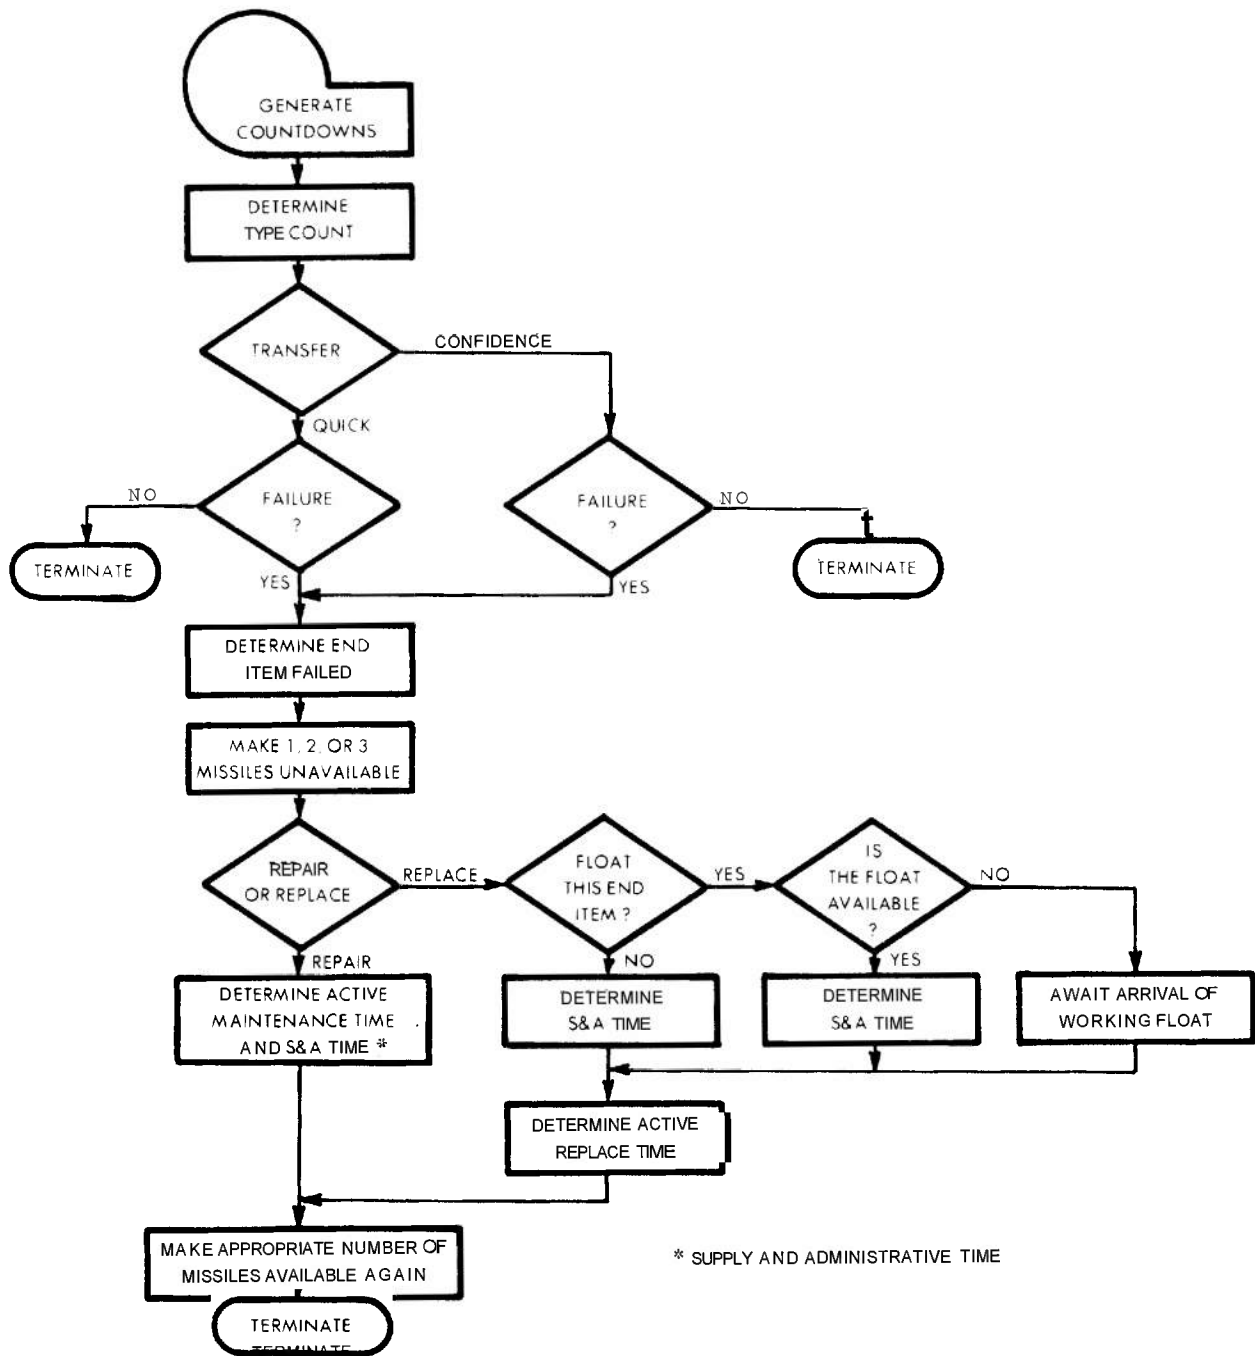 GENERATE
COUNTDOWNS
DETERMINE
TYPE COUNT
TRANSFER
CONFIDENCE
QUICK
NO
FAILURE
?
FAILURE
?
NO
TERMINATE
YES
YES
TERMINATE
DETERMINE END
ITEM FAILED
MAKE 1, 2, OR 3
MISSILES UNAVAILABLE
REPAIR
OR REPLACE
REPLACE
FLOAT
THIS END
ITEM ?
YES
IS
THE FLOAT
AVAILABLE
?
NO
REPAIR
NO
YES
DETERMINE ACTIVE
MAINTENANCE TIME
AND S&A TIME *
DETERMINE
S&A TIME
DETERMINE
S&A TIME
AWAIT ARRIVAL OF
WORKING FLOAT
DETERMINE ACTIVE
REPLACE TIME
MAKE APPROPRIATE NUMBER OF
MISSILES AVAILABLE AGAIN
* SUPPLY AND ADMINISTRATIVE TIME
TERMINATE
TERMINATE